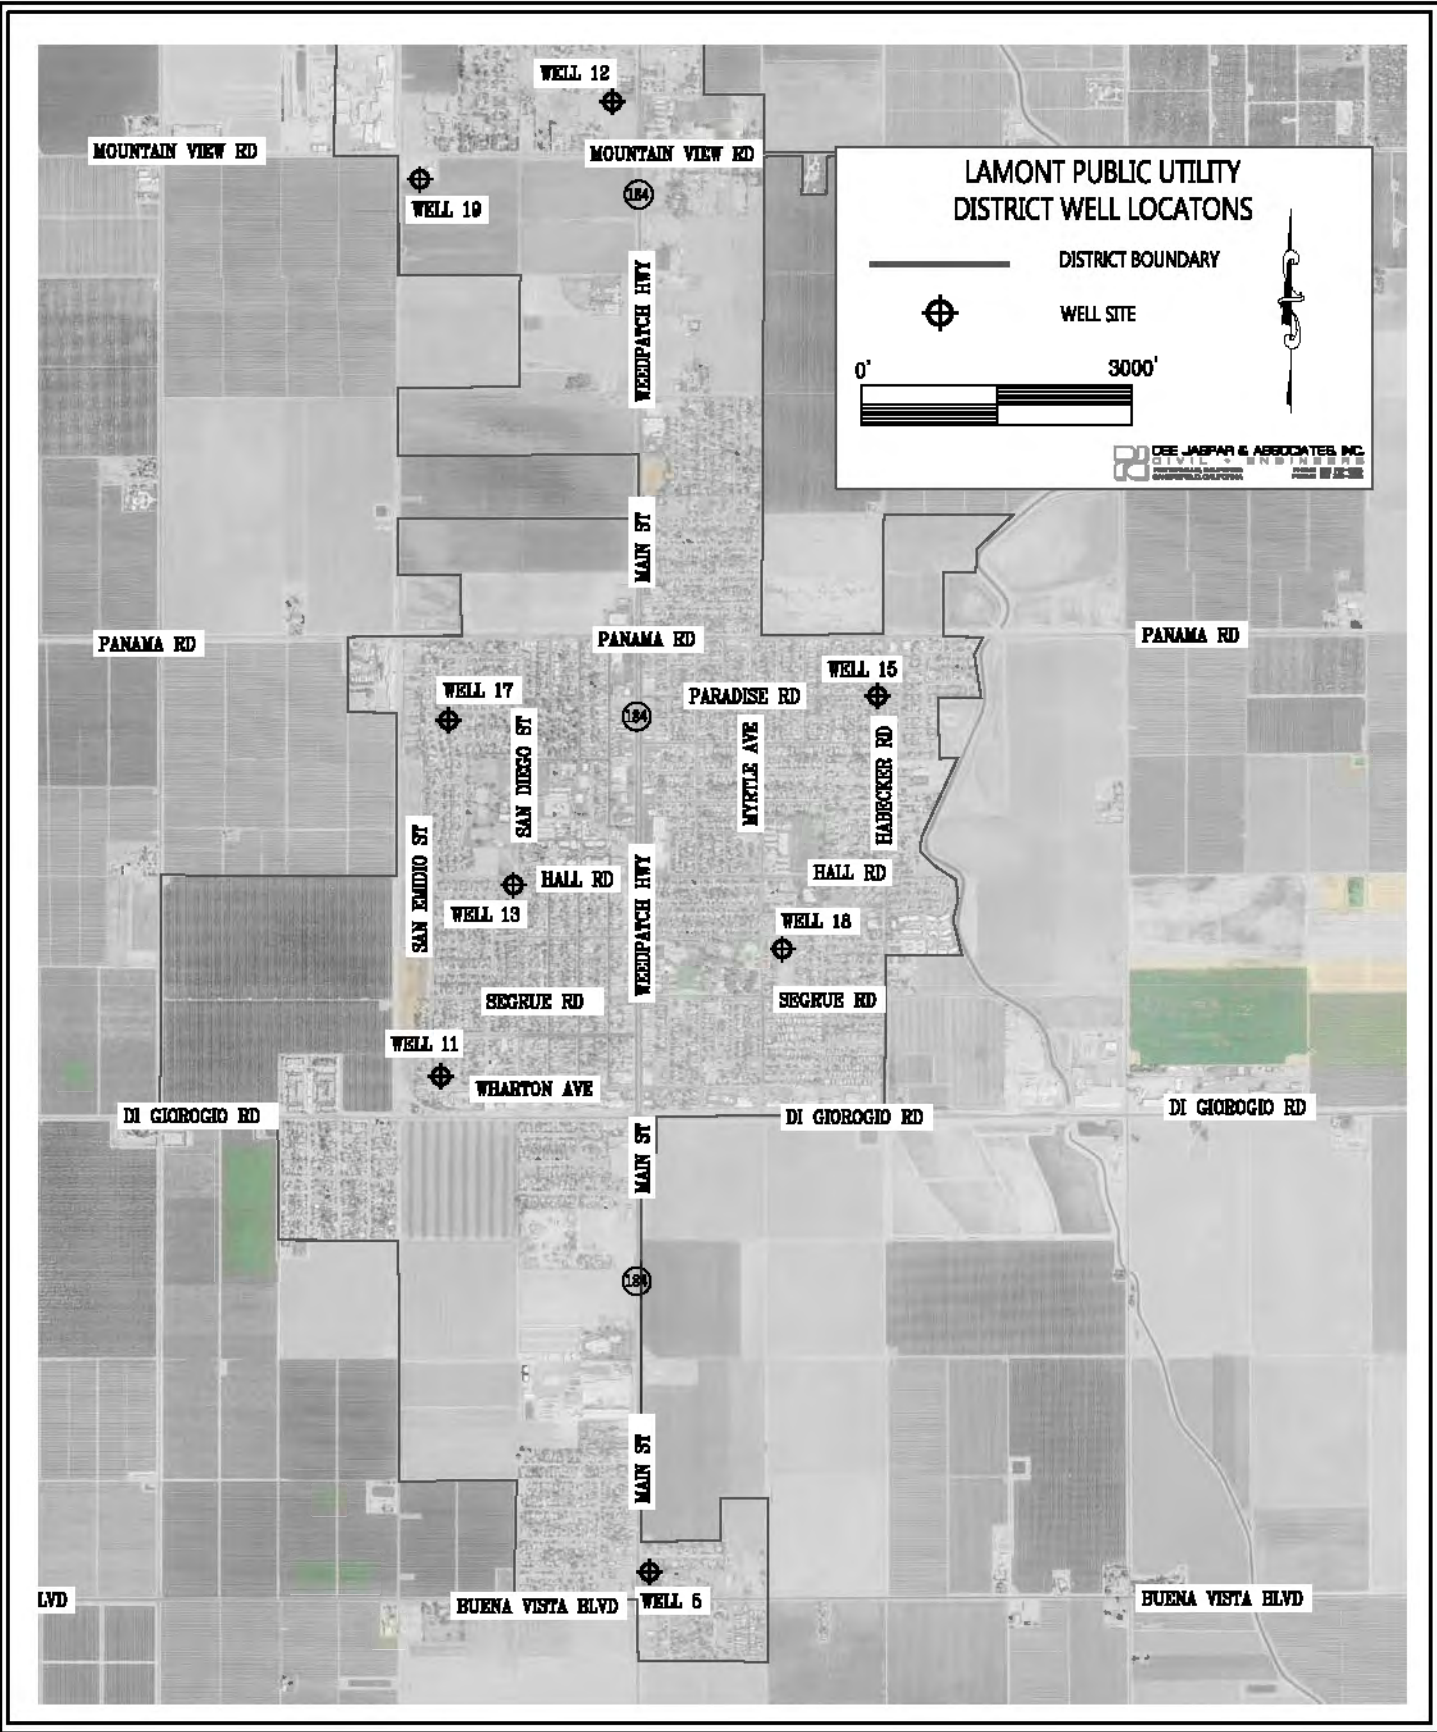 WELL 12
MOUNTAIN VIEW RD
MOUNTAIN VIEW RD
LAMONT PUBLIC UTILITY
DISTRICT WELL LOCATONS
DISTRICT BOUNDARY
WELL SITE
0'
3000'
DEE JASPAR & ASSOCIATES, INC.
CIVIL • ENGINEERS
WELL 19
184
WEEDPATCH HWY
MAIN ST
PANAMA RD
PANAMA RD
PANAMA RD
WELL 17
WELL 15
PARADISE RD
184
SAN DIEGO ST
MYRTLE AVE
HABECKER RD
SAN EMIDIO ST
WEEDPATCH HWY
HALL RD
HALL RD
WELL 13
WELL 18
SEGRUE RD
SEGRUE RD
WELL 11
WHARTON AVE
DI GIOROGIO RD
DI GIOROGIO RD
DI GIOROGIO RD
MAIN ST
184
MAIN ST
LVD
BUENA VISTA BLVD
WELL 5
BUENA VISTA BLVD